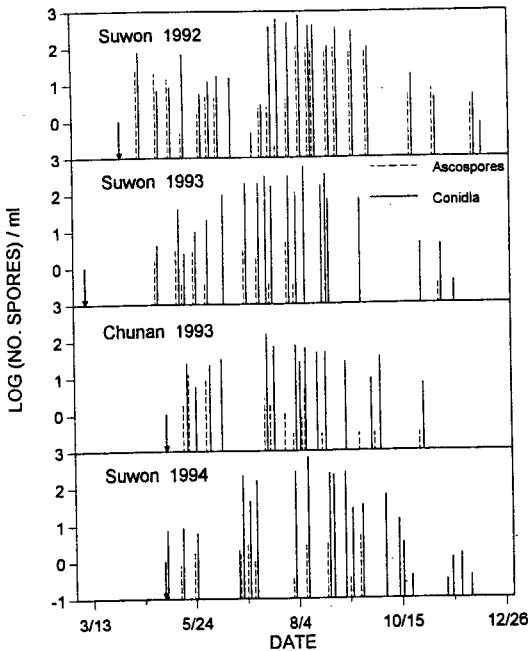 3
Suwon 1992
2
1
0
3
Ascospores
Suwon 1993
2
Conidia
1
0
3
Chunan 1993
2
1
0
3
Suwon 1994
2
1
0
-1
LOG (NO. SPORES) / ml
3/13 5/24 8/4 10/15 12/26
DATE